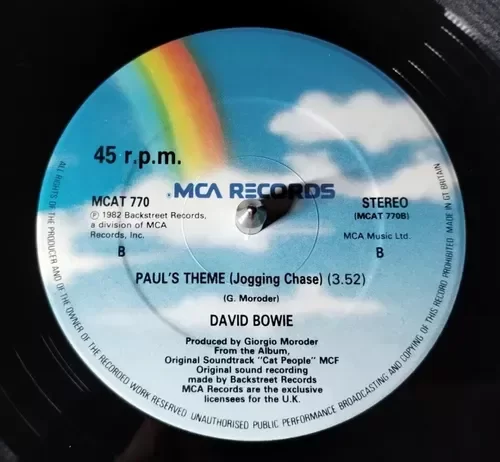 45 r.p.m.
MCA RECORDS
MCAT 770
℗ 1982 Backstreet Records,
a division of MCA
Records, Inc.
B
STEREO
(MCAT 770B)
MCA Music Ltd.
B
PAUL'S THEME (Jogging Chase) (3.52)
(G. Moroder)
DAVID BOWIE
Produced by Giorgio Moroder
From the Album,
Original Soundtrack "Cat People" MCF
Original sound recording
made by Backstreet Records
MCA Records are the exclusive
licensees for the U.K.
ALL RIGHTS OF THE PRODUCER AND OF THE OWNER OF THE RECORDED WORK RESERVED UNAUTHORISED PUBLIC PERFORMANCE BROADCASTING AND COPYING OF THIS RECORD PROHIBITED MADE IN GT BRITAIN